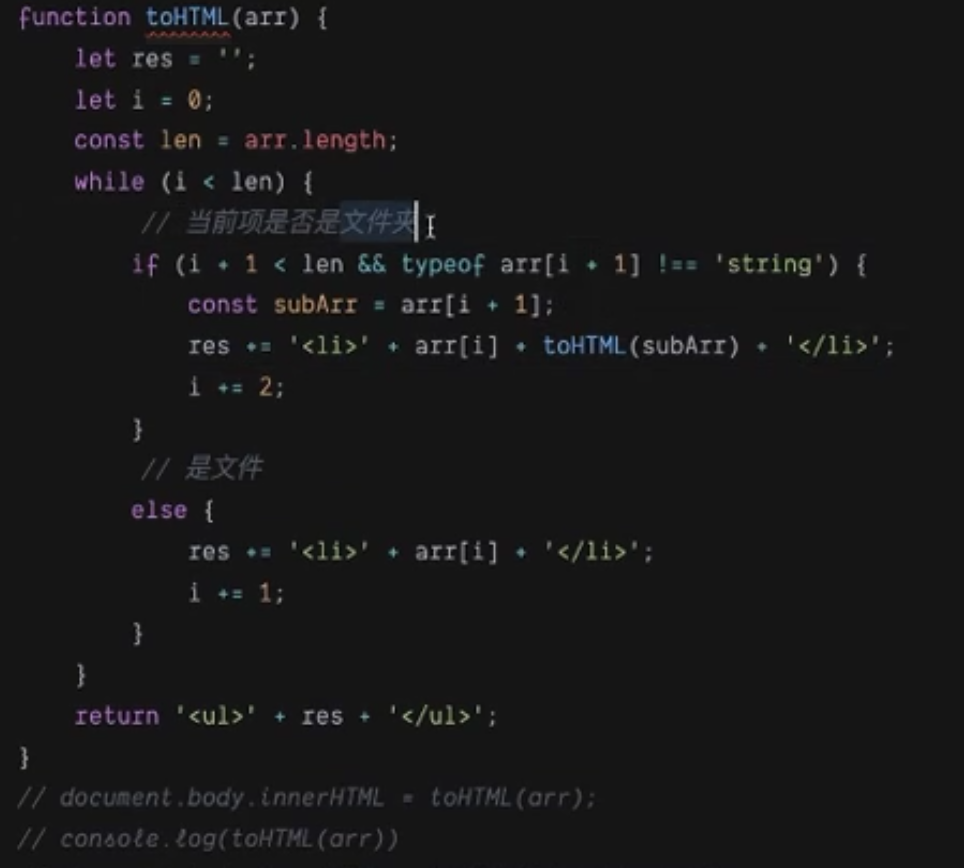 function toHTML(arr) {
    let res = '';
    let i = 0;
    const len = arr.length;
    while (i < len) {
        // 当前项是否是文件夹
        if (i + 1 < len && typeof arr[i + 1] !== 'string') {
            const subArr = arr[i + 1];
            res += '<li>' + arr[i] + toHTML(subArr) + '</li>';
            i += 2;
        }
        // 是文件
        else {
            res += '<li>' + arr[i] + '</li>';
            i += 1;
        }
    }
    return '<ul>' + res + '</ul>';
}
// document.body.innerHTML = toHTML(arr);
// console.log(toHTML(arr))